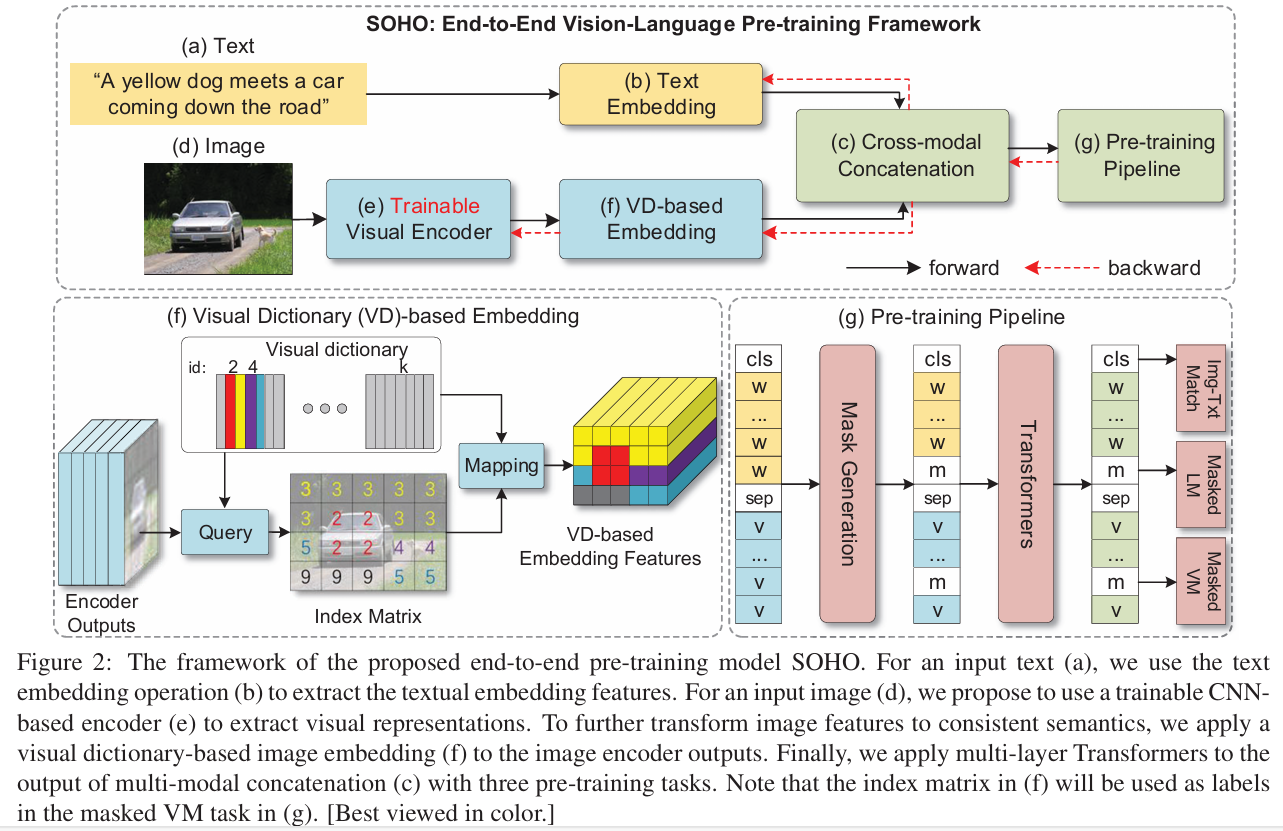 SOHO: End-to-End Vision-Language Pre-training Framework
(a) Text
“A yellow dog meets a car
coming down the road”
(b) Text
Embedding
(c) Cross-modal
Concatenation
(g) Pre-training
Pipeline
(d) Image
(e) Trainable
Visual Encoder
(f) VD-based
Embedding
forward
backward
(f) Visual Dictionary (VD)-based Embedding
Visual dictionary
id: 2 4 k
Encoder
Outputs
Query
3 3 3 3 3
3 2 2 3 3
5 2 2 4 4
9 9 9 5 5
Index Matrix
Mapping
VD-based
Embedding Features
(g) Pre-training Pipeline
cls
w
...
w
w
sep
v
...
v
v
Mask Generation
cls
w
...
w
m
sep
v
...
m
v
Transformers
cls
w
...
w
m
sep
v
...
m
v
Img-Txt
Match
Masked
LM
Masked
VM
Figure 2: The framework of the proposed end-to-end pre-training model SOHO. For an input text (a), we use the text
embedding operation (b) to extract the textual embedding features. For an input image (d), we propose to use a trainable CNN-
based encoder (e) to extract visual representations. To further transform image features to consistent semantics, we apply a
visual dictionary-based image embedding (f) to the image encoder outputs. Finally, we apply multi-layer Transformers to the
output of multi-modal concatenation (c) with three pre-training tasks. Note that the index matrix in (f) will be used as labels
in the masked VM task in (g). [Best viewed in color.]